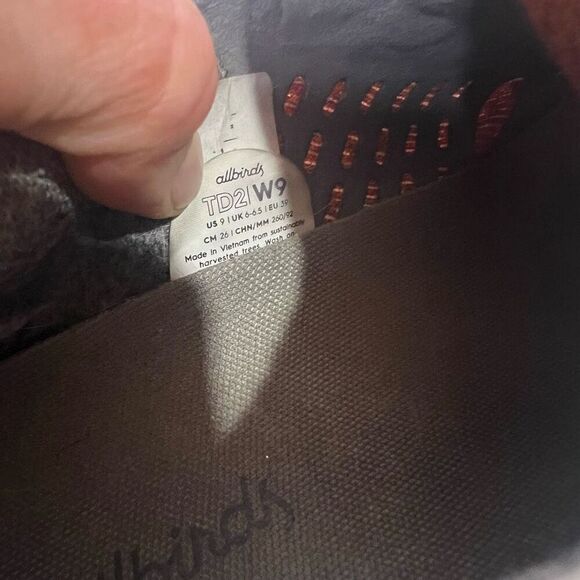 allbirds
TD2|W9
US 9 | UK 6-6.5 | EU 39
CM 26 | CHN/MM 260/92
Made in Vietnam from sustainably
harvested trees. Wash on
allbirds